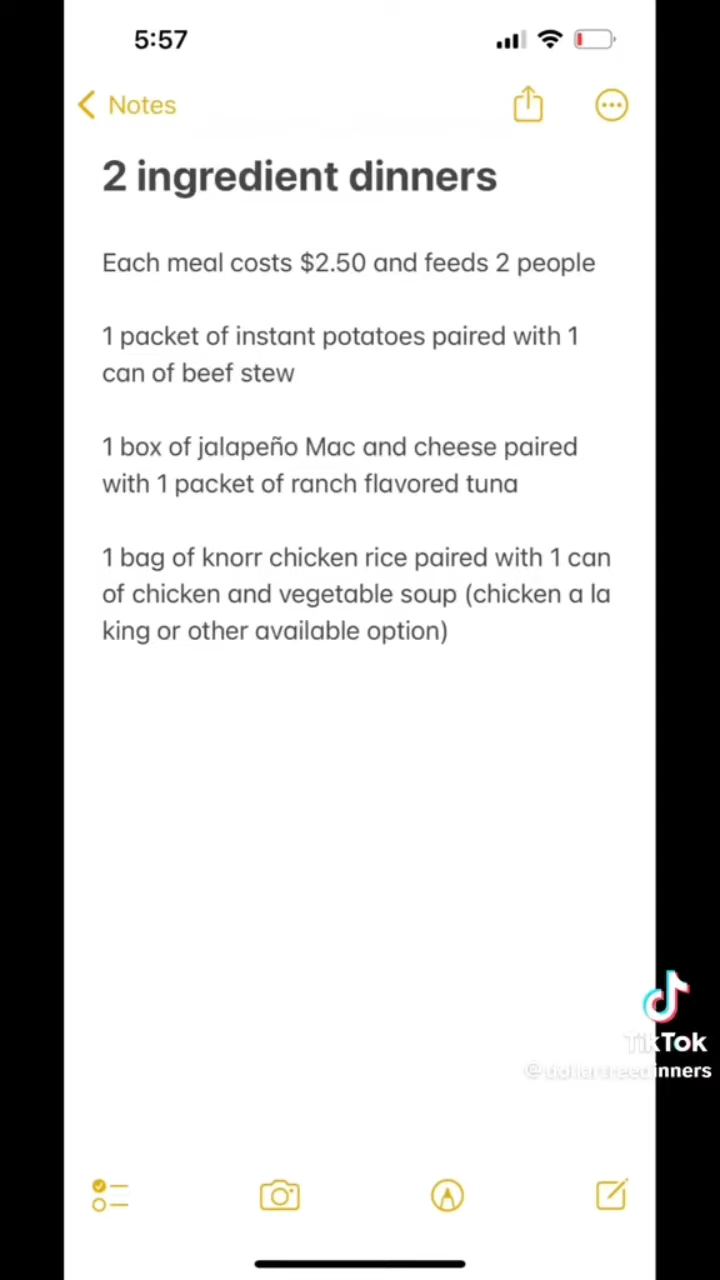 5:57
Notes
2 ingredient dinners
Each meal costs $2.50 and feeds 2 people
1 packet of instant potatoes paired with 1
can of beef stew
1 box of jalapeño Mac and cheese paired
with 1 packet of ranch flavored tuna
1 bag of knorr chicken rice paired with 1 can
of chicken and vegetable soup (chicken a la
king or other available option)
TikTok
@dollartreedinners